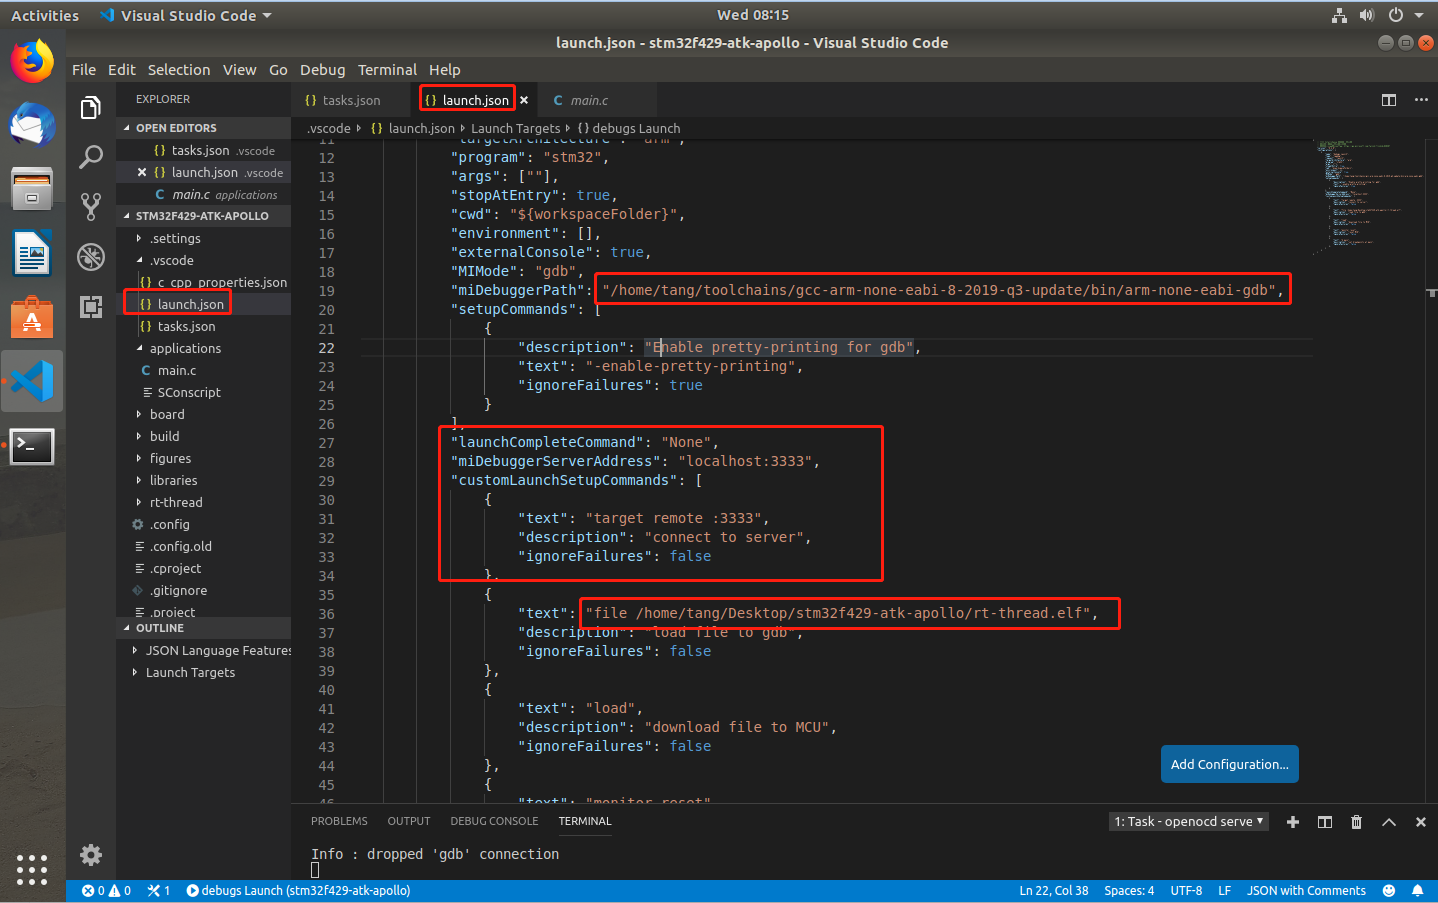 Activities
Visual Studio Code
Wed 08:15
launch.json - stm32f429-atk-apollo - Visual Studio Code
File Edit Selection View Go Debug Terminal Help
EXPLORER
OPEN EDITORS
{} tasks.json .vscode
× {} launch.json .vscode
C main.c applications
STM32F429-ATK-APOLLO
.settings
.vscode
{} c_cpp_properties.json
{} launch.json
{} tasks.json
applications
C main.c
SConscript
board
build
figures
libraries
rt-thread
.config
.config.old
.cproject
.gitignore
.project
OUTLINE
JSON Language Features
Launch Targets
{} tasks.json
{} launch.json ×
C main.c
.vscode {} launch.json Launch Targets {} debugs Launch
11 "targetArchitecture": "arm",
12 "program": "stm32",
13 "args": [""],
14 "stopAtEntry": true,
15 "cwd": "${workspaceFolder}",
16 "environment": [],
17 "externalConsole": true,
18 "MIMode": "gdb",
19 "miDebuggerPath": "/home/tang/toolchains/gcc-arm-none-eabi-8-2019-q3-update/bin/arm-none-eabi-gdb",
20 "setupCommands": [
21 {
22 "description": "Enable pretty-printing for gdb",
23 "text": "-enable-pretty-printing",
24 "ignoreFailures": true
25 }
26 ],
27 "launchCompleteCommand": "None",
28 "miDebuggerServerAddress": "localhost:3333",
29 "customLaunchSetupCommands": [
30 {
31 "text": "target remote :3333",
32 "description": "connect to server",
33 "ignoreFailures": false
34 },
35 {
36 "text": "file /home/tang/Desktop/stm32f429-atk-apollo/rt-thread.elf",
37 "description": "load file to gdb",
38 "ignoreFailures": false
39 },
40 {
41 "text": "load",
42 "description": "download file to MCU",
43 "ignoreFailures": false
44 },
45 {
46 "text": "monitor reset"
Add Configuration...
PROBLEMS OUTPUT DEBUG CONSOLE TERMINAL
1: Task - openocd serve
Info : dropped 'gdb' connection
0 0 1 debugs Launch (stm32f429-atk-apollo)
Ln 22, Col 38 Spaces: 4 UTF-8 LF JSON with Comments